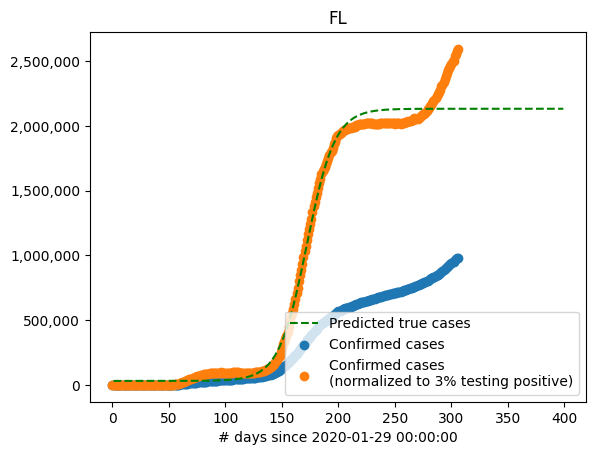 FL
2,500,000
2,000,000
1,500,000
1,000,000
500,000
0
Predicted true cases
Confirmed cases
Confirmed cases
(normalized to 3% testing positive)
0 50 100 150 200 250 300 350 400
# days since 2020-01-29 00:00:00